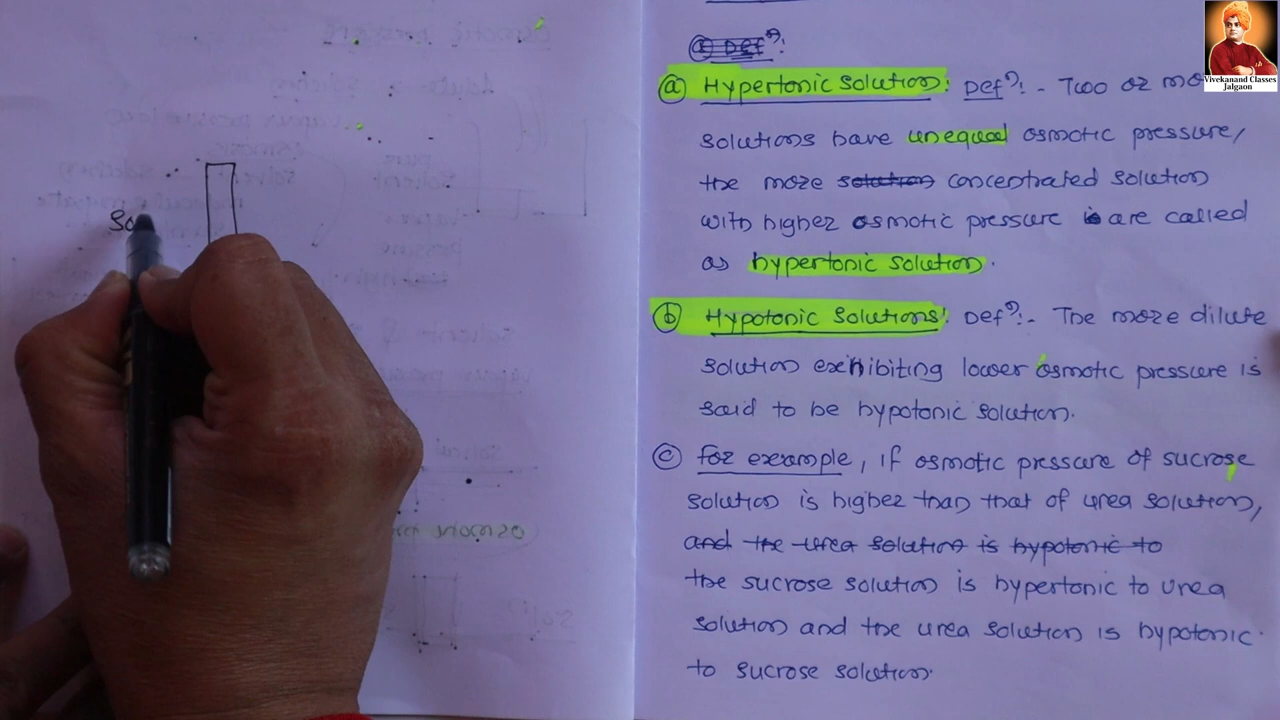 So
ⓐ Hypertonic Solution: Defⁿ: - Two or mo
solutions have unequal osmotic pressure,
the more solution concentrated solution
with higher osmotic pressure is are called
as hypertonic solution.
ⓑ Hypotonic Solutions: Defⁿ:- The more dilute
solution exhibiting lower osmotic pressure is
said to be hypotonic solution.
ⓒ For example, if osmotic pressure of sucrose
solution is higher than that of urea solution,
and the urea solution is hypotonic to
the sucrose solution is hypertonic to urea
solution and the urea solution is hypotonic
to sucrose solution.
Vivekanand Classes
Jalgaon